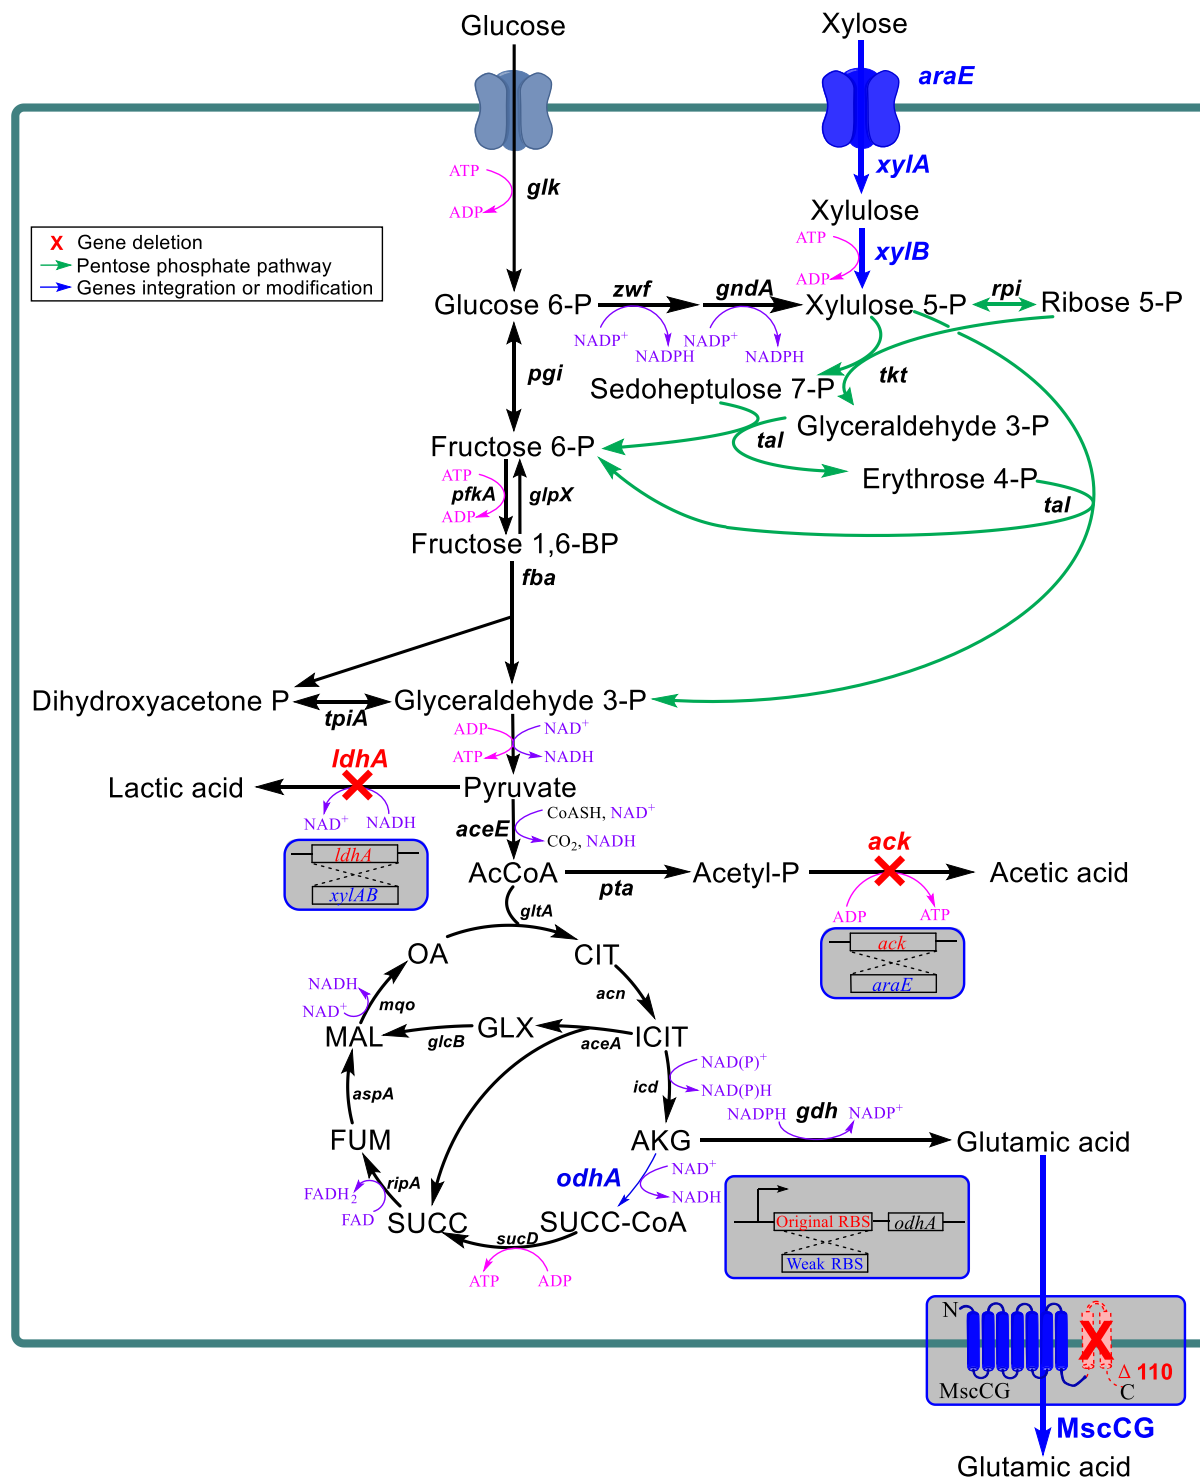 Glucose
Xylose
araE
ATP
glk
ADP
xylA
Xylulose
ATP
xylB
ADP
X Gene deletion
Pentose phosphate pathway
Genes integration or modification
Glucose 6-P
zwf
gndA
Xylulose 5-P
rpi
Ribose 5-P
NADP+
NADPH
NADP+
NADPH
pgi
tkt
Sedoheptulose 7-P
Glyceraldehyde 3-P
tal
Fructose 6-P
ATP
pfkA
glpX
ADP
Erythrose 4-P
tal
Fructose 1,6-BP
fba
Dihydroxyacetone P
tpiA
Glyceraldehyde 3-P
ADP
NAD+
ATP
NADH
ldhA
Lactic acid
Pyruvate
NAD+
NADH
aceE
CoASH, NAD+
CO2, NADH
ldhA
xylAB
AcCoA
pta
Acetyl-P
ack
Acetic acid
ADP
ATP
ack
araE
gltA
OA
CIT
NADH
NAD+
mqo
acn
MAL
glcB
GLX
aceA
ICIT
NAD(P)+
icd
NAD(P)H
aspA
NADPH
gdh
NADP+
FUM
AKG
Glutamic acid
odhA
NAD+
NADH
ripA
FADH2
FAD
SUCC
sucD
SUCC-CoA
ATP
ADP
Original RBS
odhA
Weak RBS
N
X
Δ 110
MscCG
C
MscCG
Glutamic acid